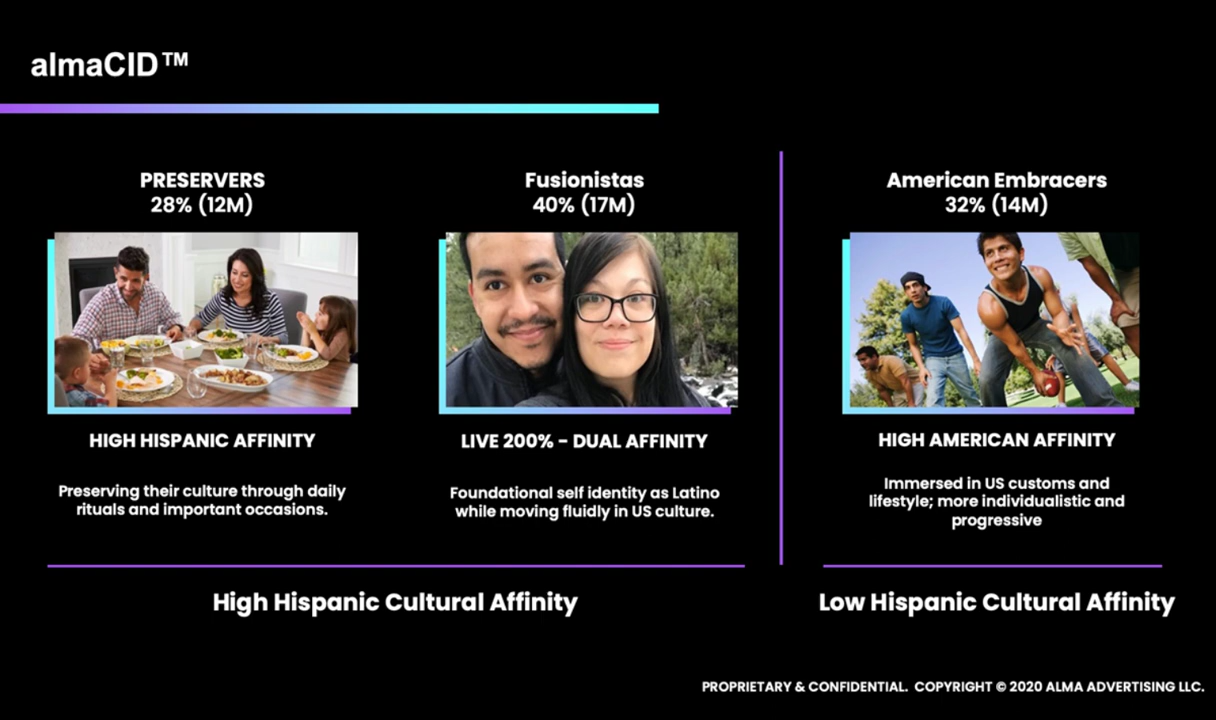 almaCID™
PRESERVERS
28% (12M)
HIGH HISPANIC AFFINITY
Preserving their culture through daily
rituals and important occasions.
Fusionistas
40% (17M)
LIVE 200% - DUAL AFFINITY
Foundational self identity as Latino
while moving fluidly in US culture.
High Hispanic Cultural Affinity
American Embracers
32% (14M)
HIGH AMERICAN AFFINITY
Immersed in US customs and
lifestyle; more individualistic and
progressive
Low Hispanic Cultural Affinity
PROPRIETARY & CONFIDENTIAL. COPYRIGHT © 2020 ALMA ADVERTISING LLC.